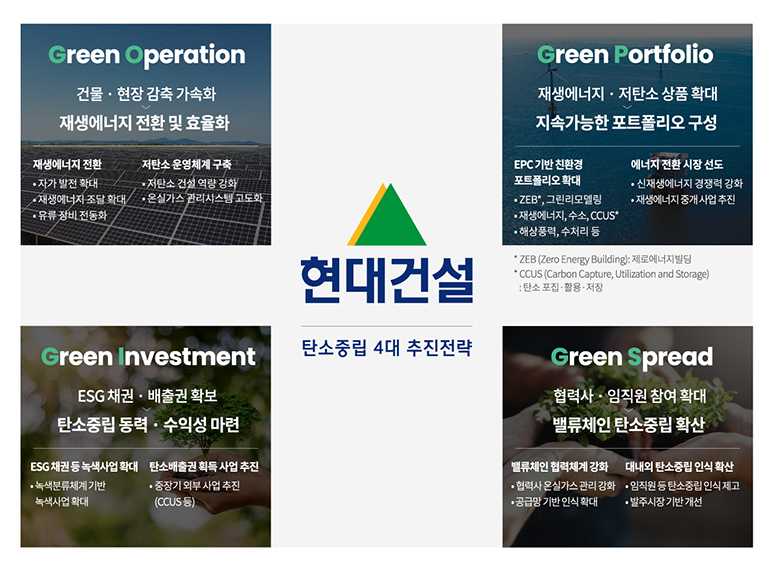 Green Operation
건물 · 현장 감축 가속화
재생에너지 전환 및 효율화
재생에너지 전환
• 자가 발전 확대
• 재생에너지 조달 확대
• 유류 장비 전동화
저탄소 운영체계 구축
• 저탄소 건설 역량 강화
• 온실가스 관리시스템 고도화
Green Portfolio
재생에너지 · 저탄소 상품 확대
지속가능한 포트폴리오 구성
EPC 기반 친환경
포트폴리오 확대
• ZEB*, 그린리모델링
• 재생에너지, 수소, CCUS*
• 해상풍력, 수처리 등
에너지 전환 시장 선도
• 신재생에너지 경쟁력 강화
• 재생에너지 중개 사업 추진
* ZEB (Zero Energy Building): 제로에너지빌딩
* CCUS (Carbon Capture, Utilization and Storage)
: 탄소 포집·활용·저장
현대건설
탄소중립 4대 추진전략
Green Investment
ESG 채권 · 배출권 확보
탄소중립 동력 · 수익성 마련
ESG 채권 등 녹색사업 확대
• 녹색분류체계 기반
녹색사업 확대
탄소배출권 획득 사업 추진
• 중장기 외부 사업 추진
(CCUS 등)
Green Spread
협력사 · 임직원 참여 확대
밸류체인 탄소중립 확산
밸류체인 협력체계 강화
• 협력사 온실가스 관리 강화
• 공급망 기반 인식 확대
대내외 탄소중립 인식 확산
• 임직원 등 탄소중립 인식 제고
• 발주시장 기반 개선